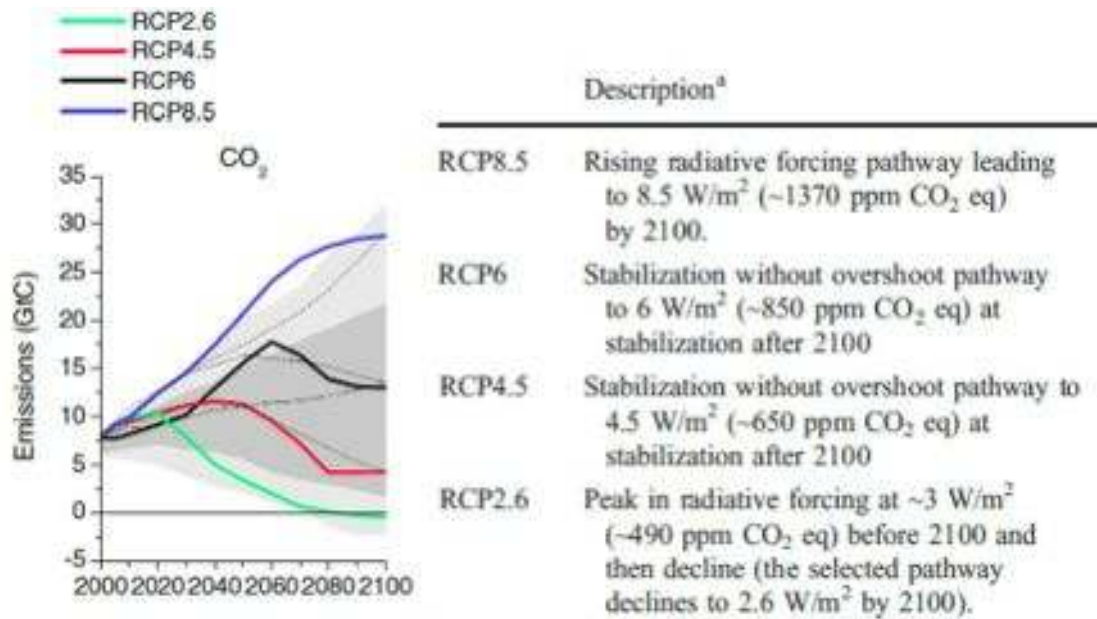 RCP2.6
RCP4.5
RCP6
RCP8.5
CO₂
35
30
25
20
15
10
5
0
-5
Emissions (GtC)
2000 2020 2040 2060 2080 2100
Descriptionᵃ
RCP8.5 Rising radiative forcing pathway leading
to 8.5 W/m² (~1370 ppm CO₂ eq)
by 2100.
RCP6 Stabilization without overshoot pathway
to 6 W/m² (~850 ppm CO₂ eq) at
stabilization after 2100
RCP4.5 Stabilization without overshoot pathway to
4.5 W/m² (~650 ppm CO₂ eq) at
stabilization after 2100
RCP2.6 Peak in radiative forcing at ~3 W/m²
(~490 ppm CO₂ eq) before 2100 and
then decline (the selected pathway
declines to 2.6 W/m² by 2100).